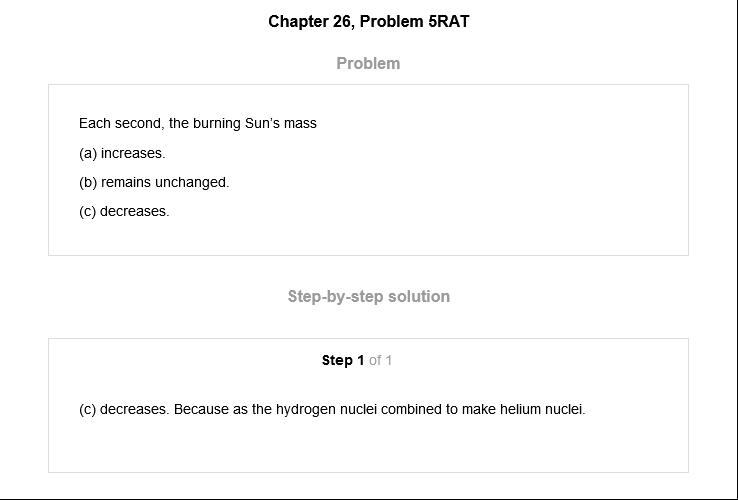 Chapter 26, Problem 5RAT
Problem
Each second, the burning Sun's mass
(a) increases.
(b) remains unchanged.
(c) decreases.
Step-by-step solution
Step 1 of 1
(c) decreases. Because as the hydrogen nuclei combined to make helium nuclei.